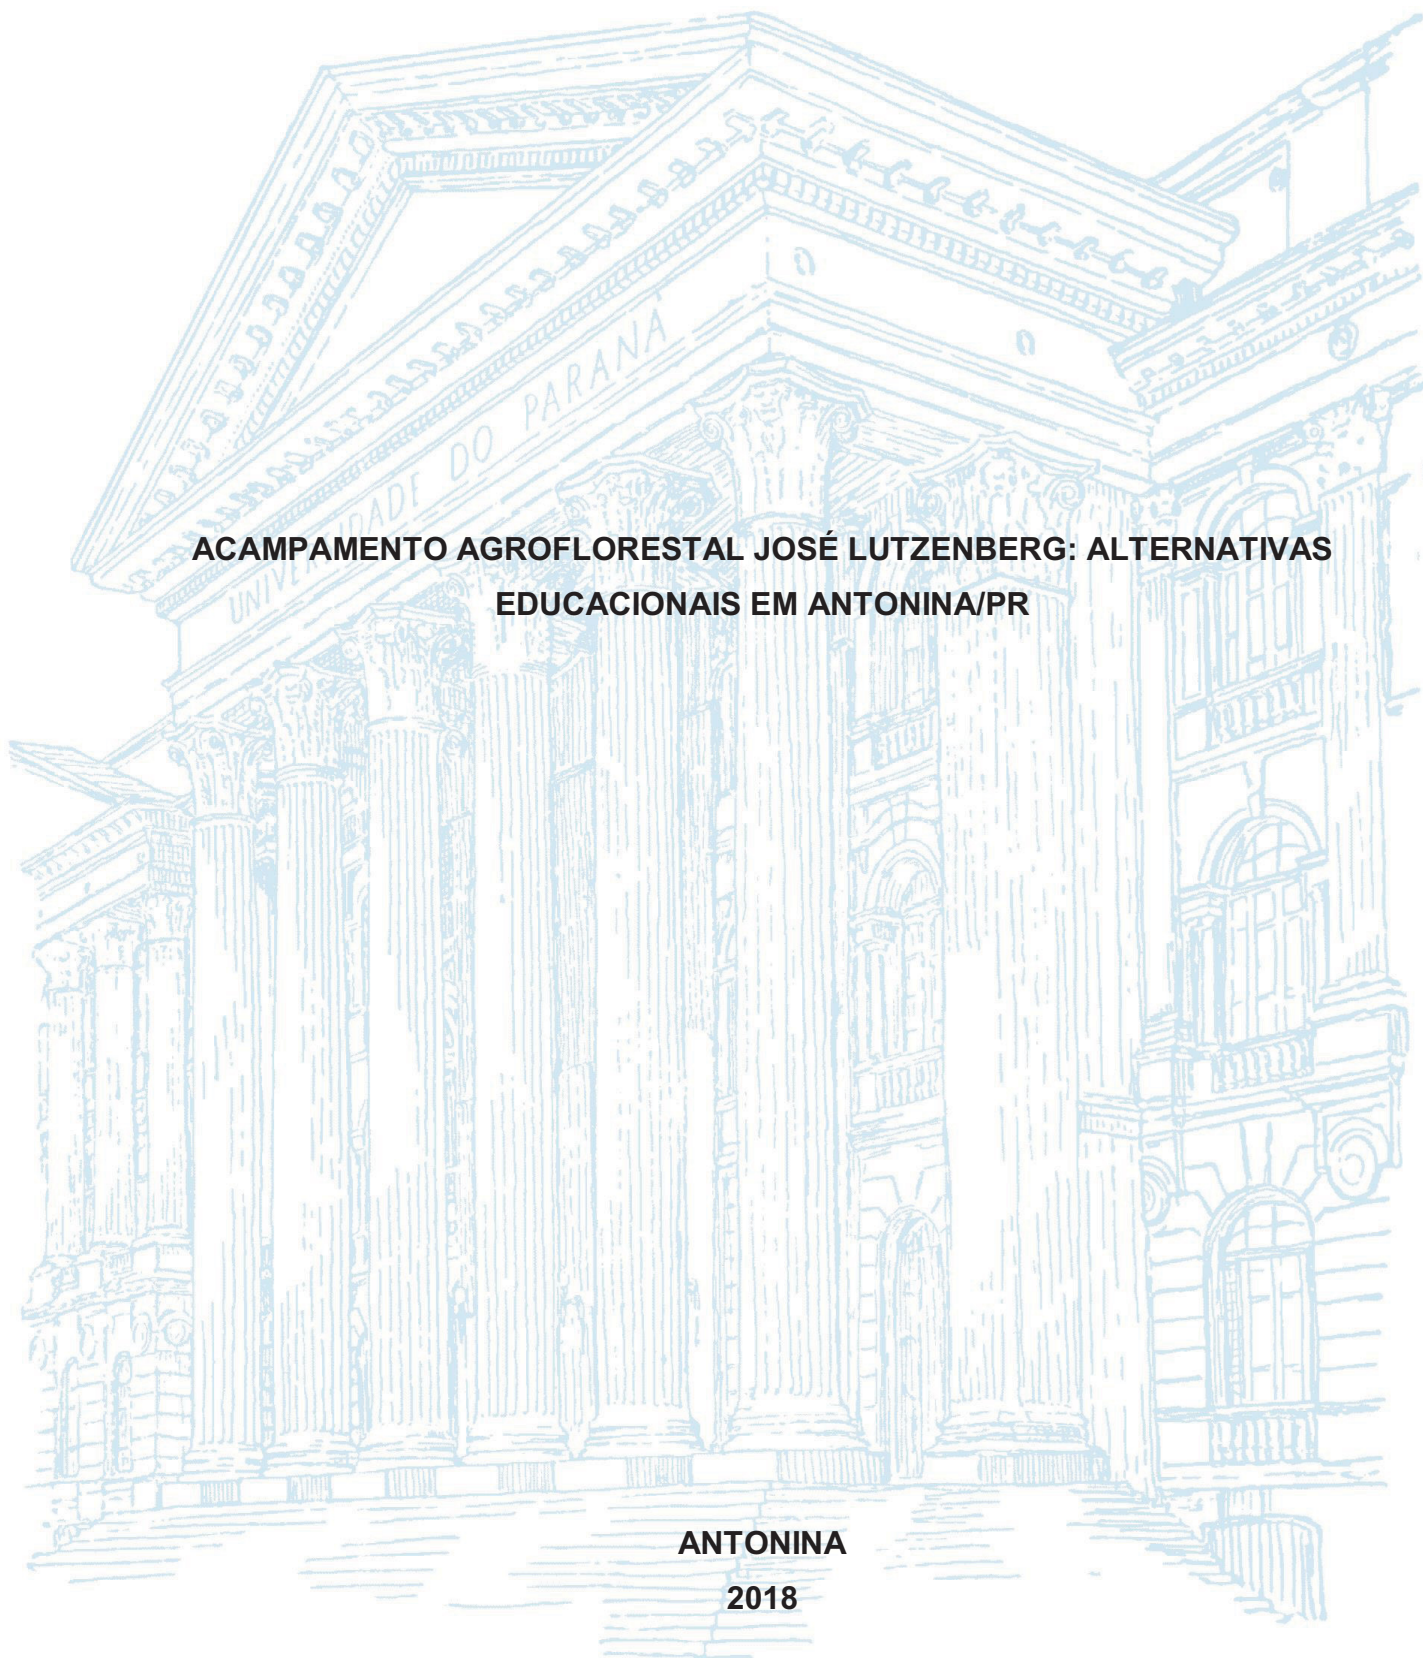 UNIVERSIDADE DO PARANÁ
ACAMPAMENTO AGROFLORESTAL JOSÉ LUTZENBERG: ALTERNATIVAS
EDUCACIONAIS EM ANTONINA/PR
ANTONINA
2018